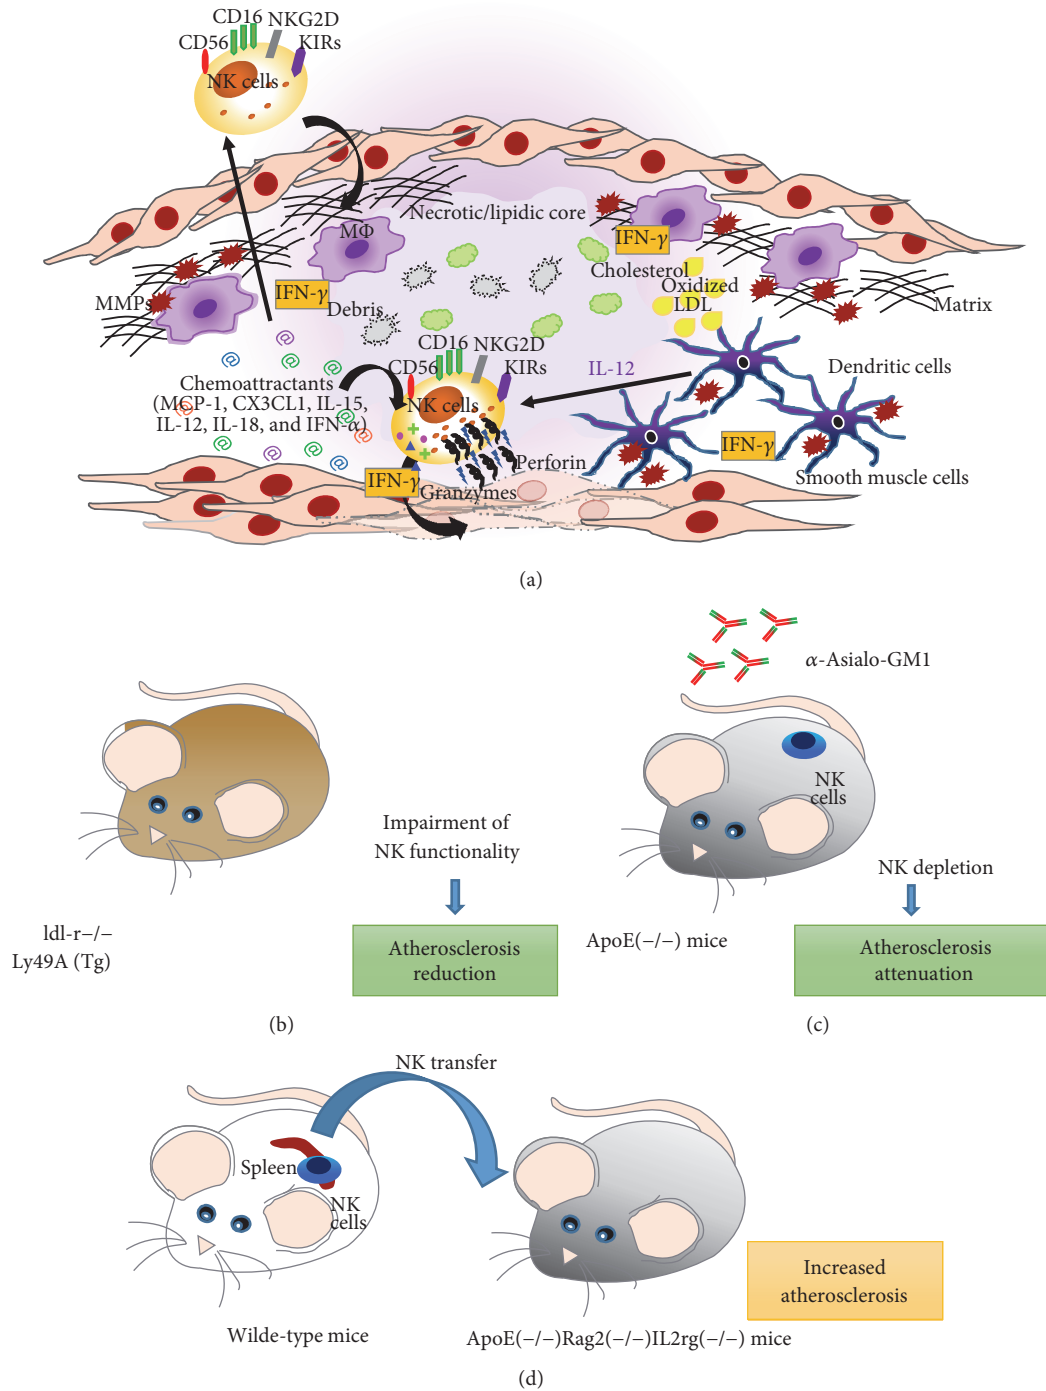 CD16
NKG2D
CD56
KIRs
NK cells
Necrotic/lipidic core
MΦ
IFN-γ
Cholesterol
Oxidized
LDL
IFN-γ
MMPs
Debris
Matrix
CD16
NKG2D
CD56
KIRs
IL-12
Dendritic cells
Chemoattractants
(MCP-1, CX3CL1, IL-15,
IL-12, IL-18, and IFN-α)
NK cells
IFN-γ
Perforin
IFN-γ
Granzymes
Smooth muscle cells
(a)
α-Asialo-GM1
NK
cells
Impairment of
NK functionality
NK depletion
ldl-r−/−
Ly49A (Tg)
Atherosclerosis
reduction
ApoE(−/−) mice
Atherosclerosis
attenuation
(b)
(c)
NK transfer
Spleen
NK
cells
Increased
atherosclerosis
Wilde-type mice
ApoE(−/−)Rag2(−/−)IL2rg(−/−) mice
(d)